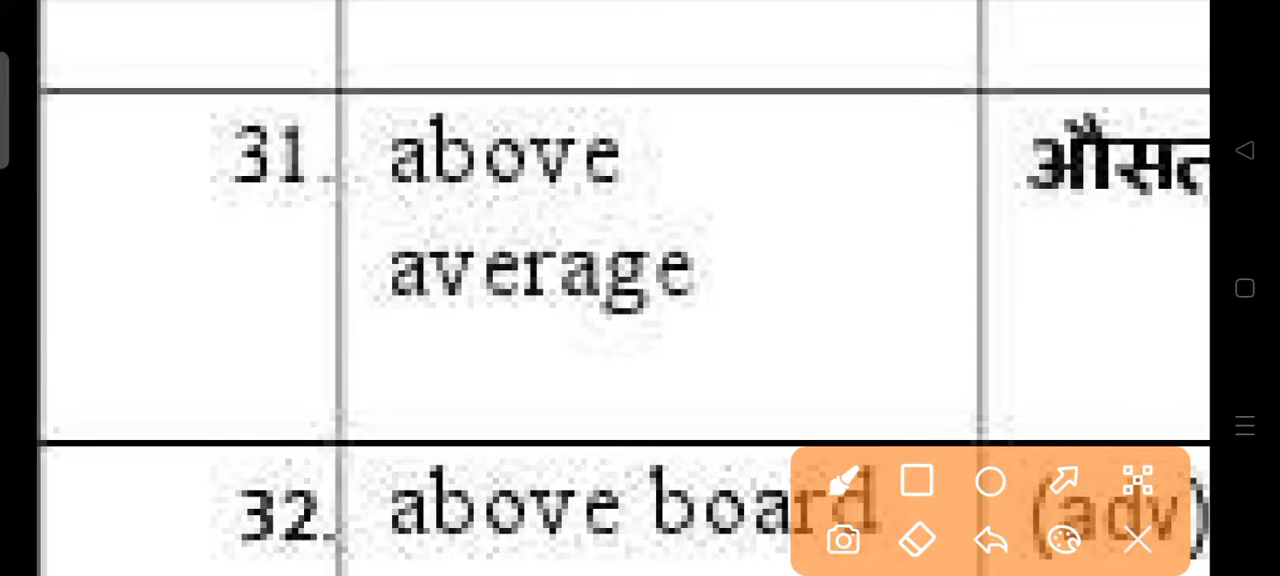 31. above औसत
average
32. above board (adv)